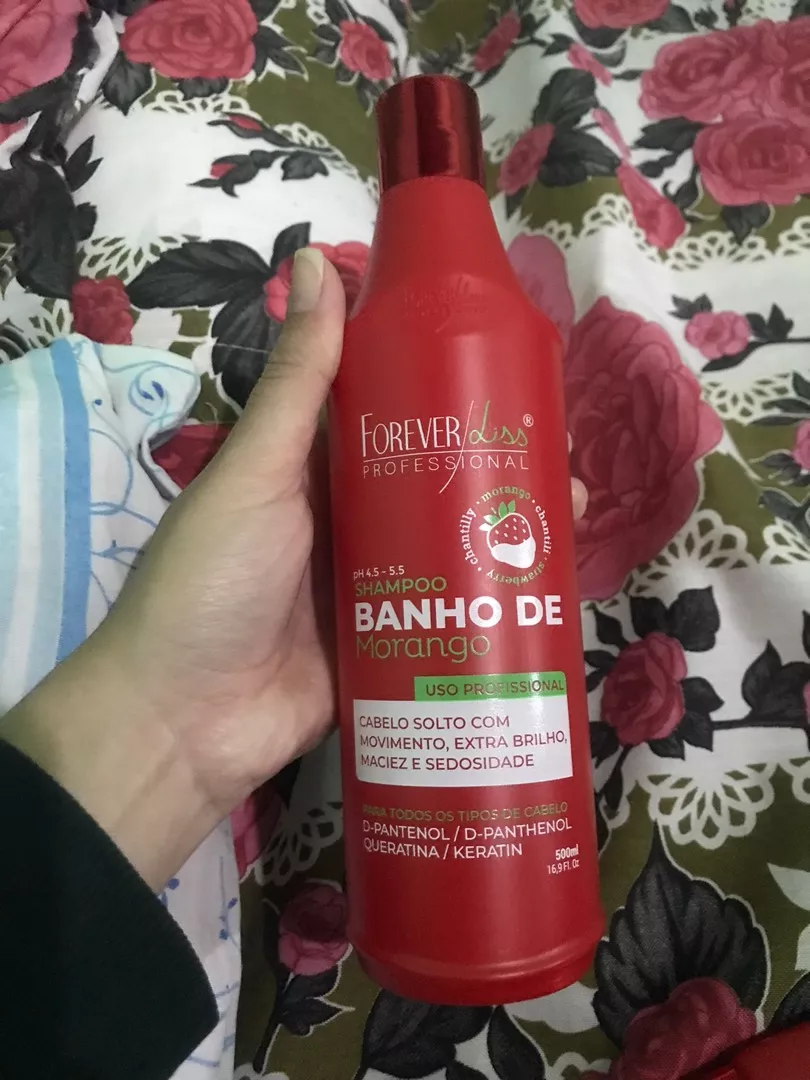 FOREVER Liss®
PROFESSIONAL
morango · chantili · strawberry · chantilly ·
pH 4.5 - 5.5
SHAMPOO
BANHO DE
Morango
USO PROFISSIONAL
CABELO SOLTO COM
MOVIMENTO, EXTRA BRILHO,
MACIEZ E SEDOSIDADE
PARA TODOS OS TIPOS DE CABELO
D-PANTENOL / D-PANTHENOL
QUERATINA / KERATIN
500ml
16,9 Fl. Oz